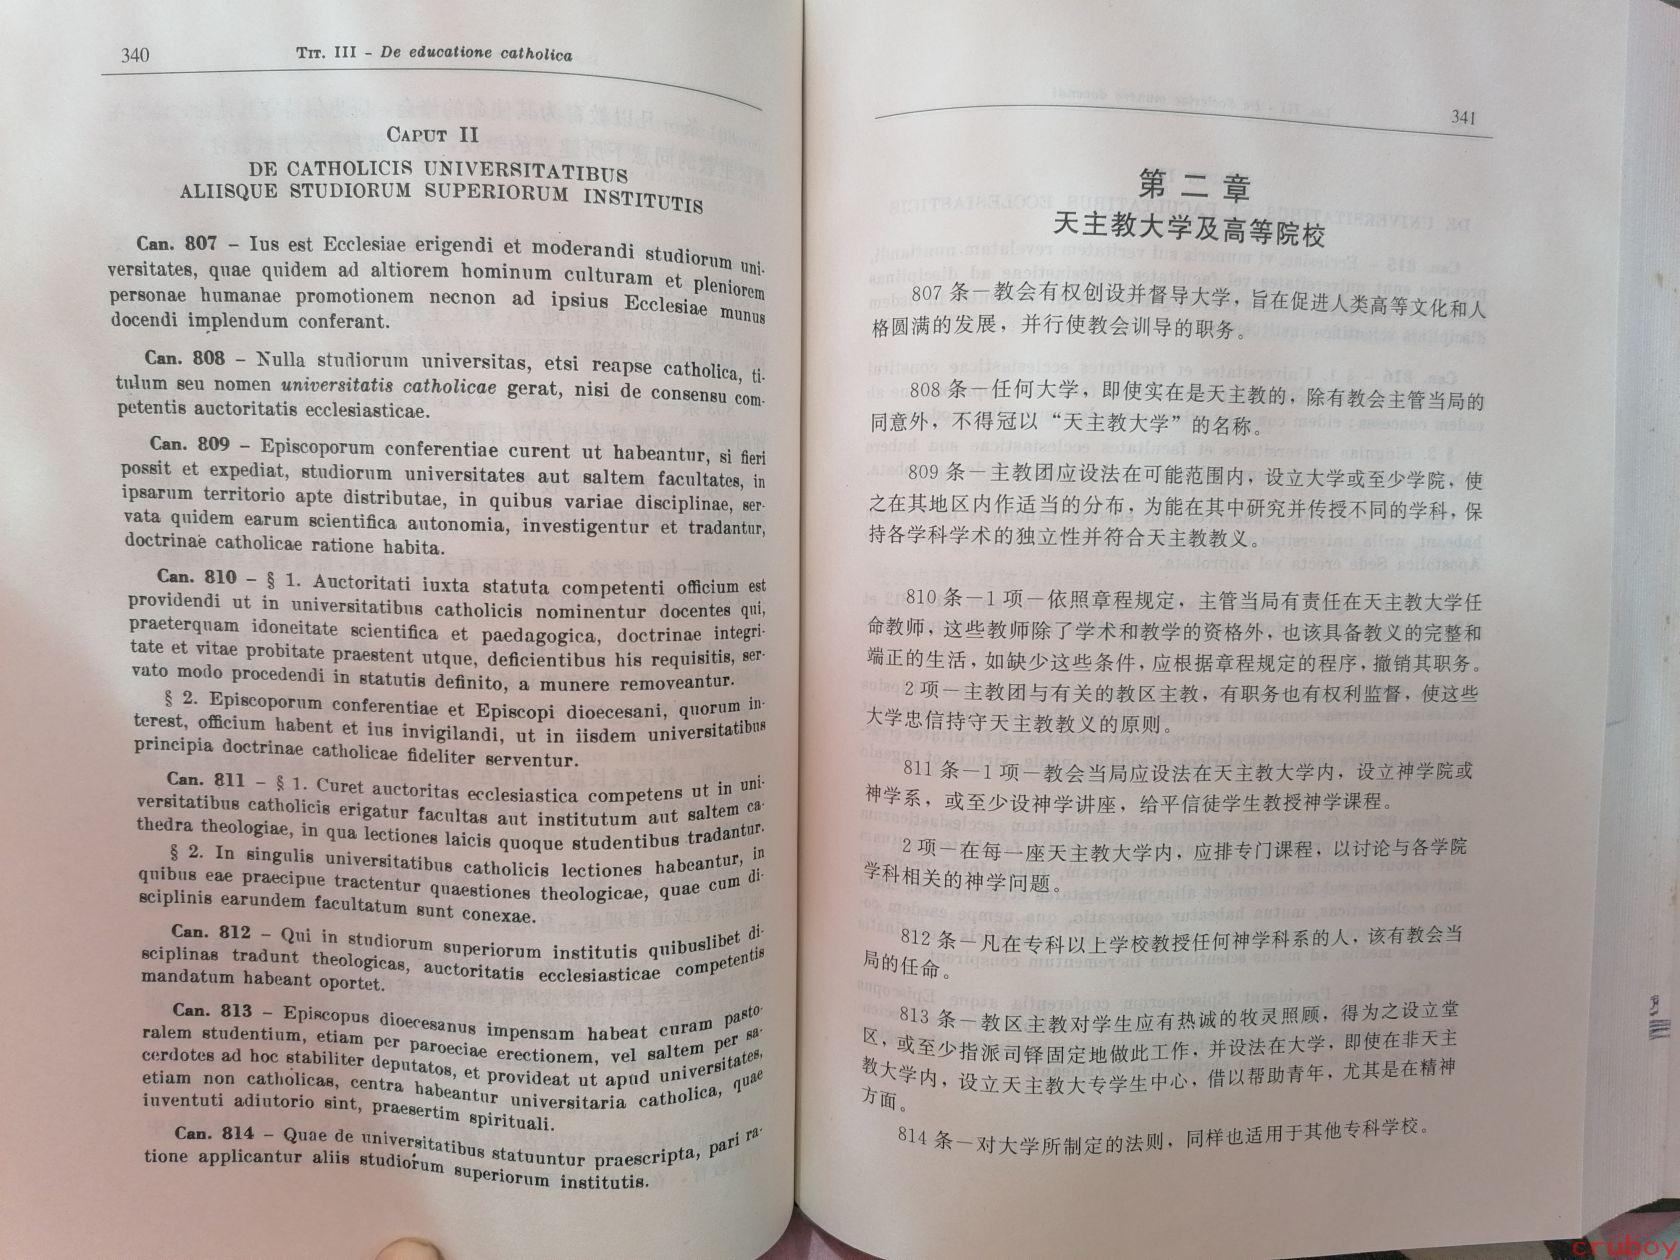 340
TIT. III - De educatione catholica
CAPUT II
DE CATHOLICIS UNIVERSITATIBUS
ALIISQUE STUDIORUM SUPERIORUM INSTITUTIS
Can. 807 – Ius est Ecclesiae erigendi et moderandi studiorum uni-
versitates, quae quidem ad altiorem hominum culturam et pleniorem
personae humanae promotionem necnon ad ipsius Ecclesiae munus
docendi implendum conferant.
Can. 808 – Nulla studiorum universitas, etsi reapse catholica, ti-
tulum seu nomen universitatis catholicae gerat, nisi de consensu com-
petentis auctoritatis ecclesiasticae.
Can. 809 – Episcoporum conferentiae curent ut habeantur, si fieri
possit et expediat, studiorum universitates aut saltem facultates, in
ipsarum territorio apte distributae, in quibus variae disciplinae, ser-
vata quidem earum scientifica autonomia, investigentur et tradantur,
doctrinae catholicae ratione habita.
Can. 810 – § 1. Auctoritati iuxta statuta competenti officium est
providendi ut in universitatibus catholicis nominentur docentes qui,
praeterquam idoneitate scientifica et paedagogica, doctrinae integri-
tate et vitae probitate praestent utque, deficientibus his requisitis, ser-
vato modo procedendi in statutis definito, a munere removeantur.
§ 2. Episcoporum conferentiae et Episcopi dioecesani, quorum in-
terest, officium habent et ius invigilandi, ut in iisdem universitatibus
principia doctrinae catholicae fideliter serventur.
Can. 811 – § 1. Curet auctoritas ecclesiastica competens ut in uni-
versitatibus catholicis erigatur facultas aut institutum aut saltem ca-
thedra theologiae, in qua lectiones laicis quoque studentibus tradantur.
§ 2. In singulis universitatibus catholicis lectiones habeantur, in
quibus eae praecipue tractentur quaestiones theologicae, quae cum di-
sciplinis earundem facultatum sunt conexae.
Can. 812 – Qui in studiorum superiorum institutis quibuslibet di-
sciplinas tradunt theologicas, auctoritatis ecclesiasticae competentis
mandatum habeant oportet.
Can. 813 – Episcopus dioecesanus impensam habeat curam pasto-
ralem studentium, etiam per paroeciae erectionem, vel saltem per sa-
cerdotes ad hoc stabiliter deputatos, et provideat ut apud universitates,
etiam non catholicas, centra habeantur universitaria catholica, quae
iuventuti adiutorio sint, praesertim spirituali.
Can. 814 – Quae de universitatibus statuuntur praescripta, pari ra-
tione applicantur aliis studiorum superiorum institutis.
341
第二章
天主教大学及高等院校
807 条－教会有权创设并督导大学，旨在促进人类高等文化和人
格圆满的发展，并行使教会训导的职务。
808 条－任何大学，即使实在是天主教的，除有教会主管当局的
同意外，不得冠以“天主教大学”的名称。
809 条－主教团应设法在可能范围内，设立大学或至少学院，使
之在其地区内作适当的分布，为能在其中研究并传授不同的学科，保
持各学科学术的独立性并符合天主教教义。
810 条－1 项－依照章程规定，主管当局有责任在天主教大学任
命教师，这些教师除了学术和教学的资格外，也该具备教义的完整和
端正的生活，如缺少这些条件，应根据章程规定的程序，撤销其职务。
2 项－主教团与有关的教区主教，有职务也有权利监督，使这些
大学忠信持守天主教教义的原则。
811 条－1 项－教会当局应设法在天主教大学内，设立神学院或
神学系，或至少设神学讲座，给平信徒学生教授神学课程。
2 项－在每一座天主教大学内，应排专门课程，以讨论与各学院
学科相关的神学问题。
812 条－凡在专科以上学校教授任何神学科系的人，该有教会当
局的任命。
813 条－教区主教对学生应有热诚的牧灵照顾，得为之设立堂
区，或至少指派司铎固定地做此工作，并设法在大学，即使在非天主
教大学内，设立天主教大专学生中心，借以帮助青年，尤其是在精神
方面。
814 条－对大学所制定的法则，同样也适用于其他专科学校。
cruboy